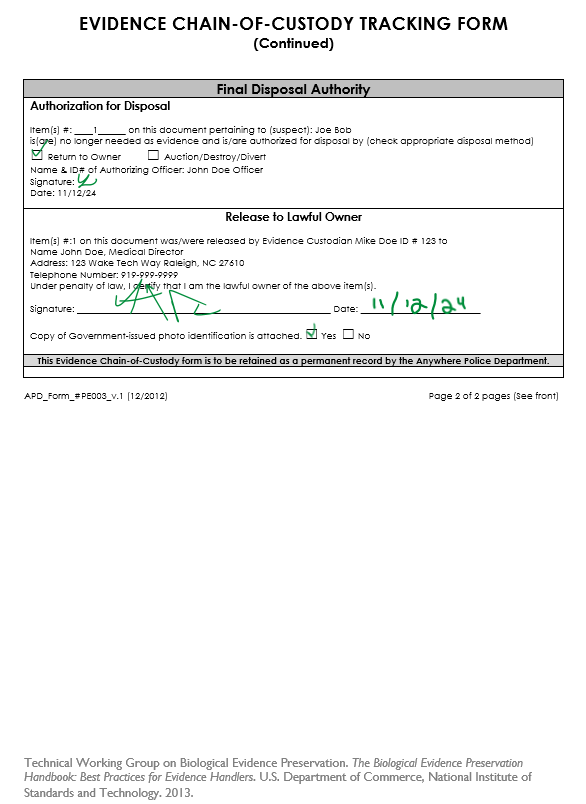 EVIDENCE CHAIN-OF-CUSTODY TRACKING FORM
(Continued)
Final Disposal Authority
Authorization for Disposal
Item(s) #: ____1______ on this document pertaining to (suspect): Joe Bob
is(are) no longer needed as evidence and is/are authorized for disposal by (check appropriate disposal method)
☑ Return to Owner ☐ Auction/Destroy/Divert
Name & ID# of Authorizing Officer: John Doe Officer
Signature:
Date: 11/12/24
Release to Lawful Owner
Item(s) #:1 on this document was/were released by Evidence Custodian Mike Doe ID # 123 to
Name John Doe, Medical Director
Address: 123 Wake Tech Way Raleigh, NC 27610
Telephone Number: 919-999-9999
Under penalty of law, I certify that I am the lawful owner of the above item(s).
Signature: ______ Date: 11/12/24
Copy of Government-issued photo identification is attached. ☑ Yes ☐ No
This Evidence Chain-of-Custody form is to be retained as a permanent record by the Anywhere Police Department.
APD_Form_#PE003_v.1 (12/2012) Page 2 of 2 pages (See front)
Technical Working Group on Biological Evidence Preservation. The Biological Evidence Preservation
Handbook: Best Practices for Evidence Handlers. U.S. Department of Commerce, National Institute of
Standards and Technology. 2013.